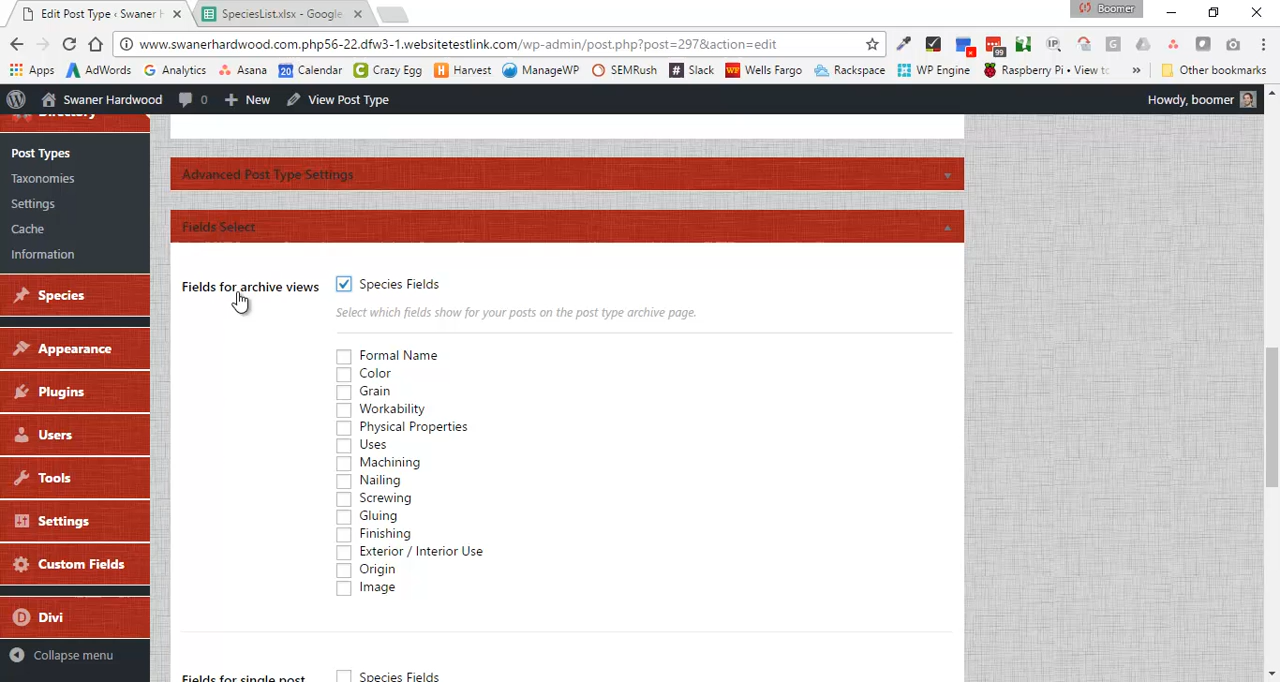 Edit Post Type ‹ Swaner H
SpeciesList.xlsx - Google
Boomer
www.swanerhardwood.com.php56-22.dfw3-1.websitetestlink.com/wp-admin/post.php?post=297&action=edit
Apps AdWords Analytics Asana 20 Calendar Crazy Egg Harvest ManageWP SEMRush Slack Wells Fargo Rackspace WP Engine Raspberry Pi • View to » Other bookmarks
Swaner Hardwood 0 + New View Post Type Howdy, boomer
Directory
Post Types
Taxonomies
Settings
Cache
Information
Species
Appearance
Plugins
Users
Tools
Settings
Custom Fields
Divi
Collapse menu
Advanced Post Type Settings
Fields Select
Fields for archive views
Species Fields
Select which fields show for your posts on the post type archive page.
Formal Name
Color
Grain
Workability
Physical Properties
Uses
Machining
Nailing
Screwing
Gluing
Finishing
Exterior / Interior Use
Origin
Image
Fields for single post
Species Fields